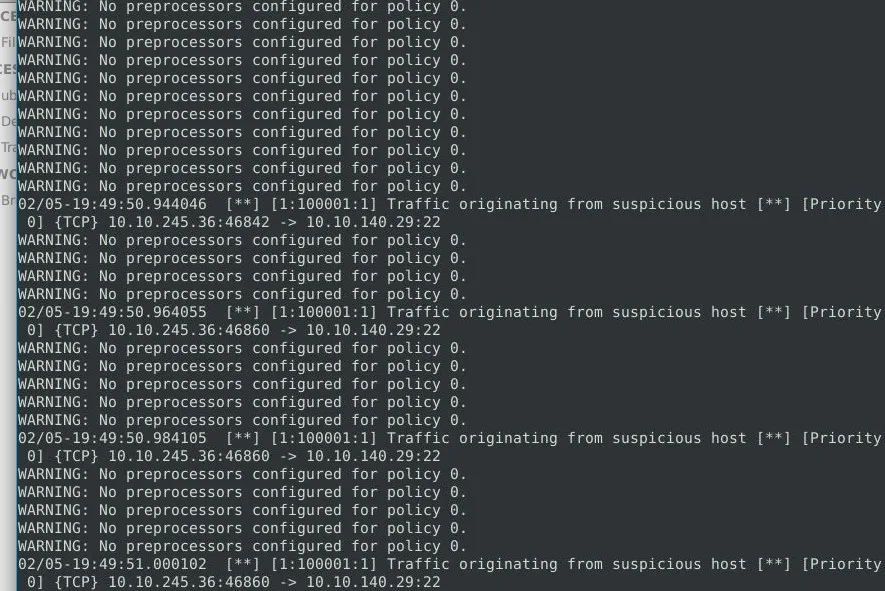 WARNING: No preprocessors configured for policy 0.
WARNING: No preprocessors configured for policy 0.
WARNING: No preprocessors configured for policy 0.
WARNING: No preprocessors configured for policy 0.
WARNING: No preprocessors configured for policy 0.
WARNING: No preprocessors configured for policy 0.
WARNING: No preprocessors configured for policy 0.
WARNING: No preprocessors configured for policy 0.
WARNING: No preprocessors configured for policy 0.
WARNING: No preprocessors configured for policy 0.
WARNING: No preprocessors configured for policy 0.
02/05-19:49:50.944046  [**] [1:100001:1] Traffic originating from suspicious host [**] [Priority
 0] {TCP} 10.10.245.36:46842 -> 10.10.140.29:22
WARNING: No preprocessors configured for policy 0.
WARNING: No preprocessors configured for policy 0.
WARNING: No preprocessors configured for policy 0.
WARNING: No preprocessors configured for policy 0.
02/05-19:49:50.964055  [**] [1:100001:1] Traffic originating from suspicious host [**] [Priority
 0] {TCP} 10.10.245.36:46860 -> 10.10.140.29:22
WARNING: No preprocessors configured for policy 0.
WARNING: No preprocessors configured for policy 0.
WARNING: No preprocessors configured for policy 0.
WARNING: No preprocessors configured for policy 0.
WARNING: No preprocessors configured for policy 0.
02/05-19:49:50.984105  [**] [1:100001:1] Traffic originating from suspicious host [**] [Priority
 0] {TCP} 10.10.245.36:46860 -> 10.10.140.29:22
WARNING: No preprocessors configured for policy 0.
WARNING: No preprocessors configured for policy 0.
WARNING: No preprocessors configured for policy 0.
WARNING: No preprocessors configured for policy 0.
WARNING: No preprocessors configured for policy 0.
02/05-19:49:51.000102  [**] [1:100001:1] Traffic originating from suspicious host [**] [Priority
 0] {TCP} 10.10.245.36:46860 -> 10.10.140.29:22